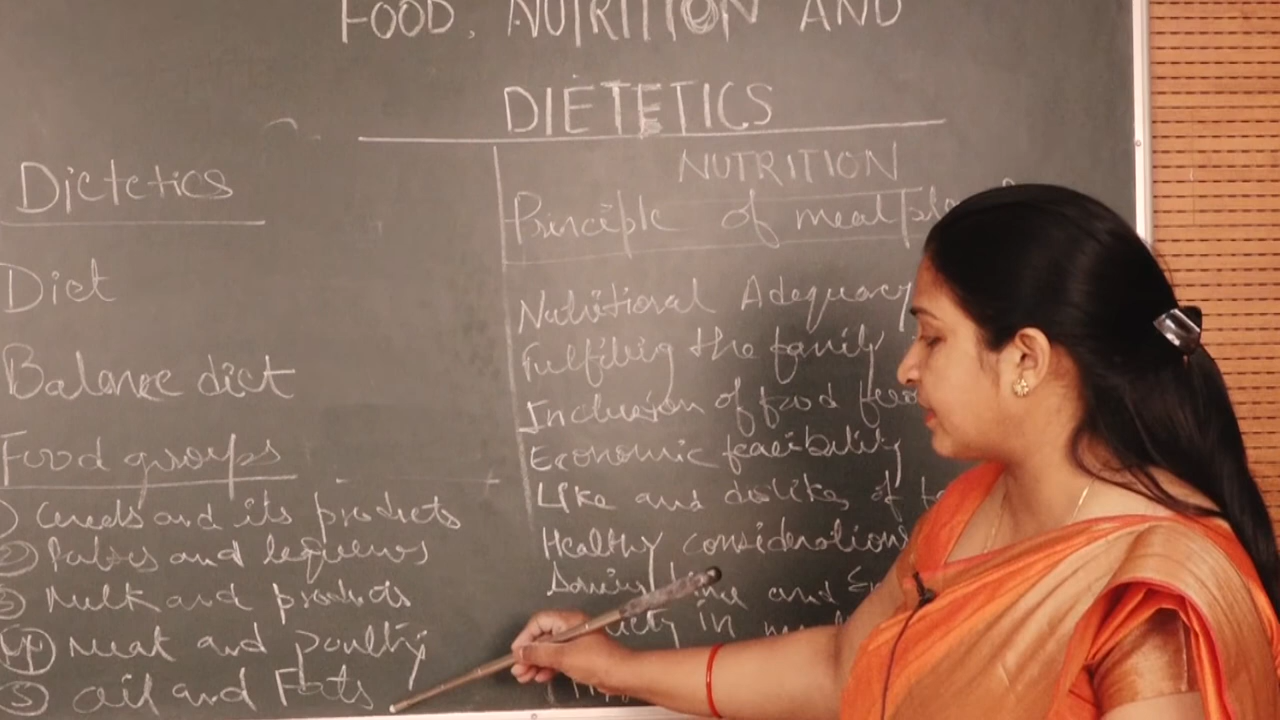 FOOD, NUTRITION AND
DIETETICS
Dietetics
Diet
Balance diet
Food groups
Cereals and its products
② Pulses and legumes
③ Milk and products
④ Meat and poultry
⑤ Oil and Fats
NUTRITION
Principle of meal
Nutritional Adequacy
Fulfilling the family
Inclusion of food
Economic feasibility
Like and dislikes of
Healthy considerations
and
in